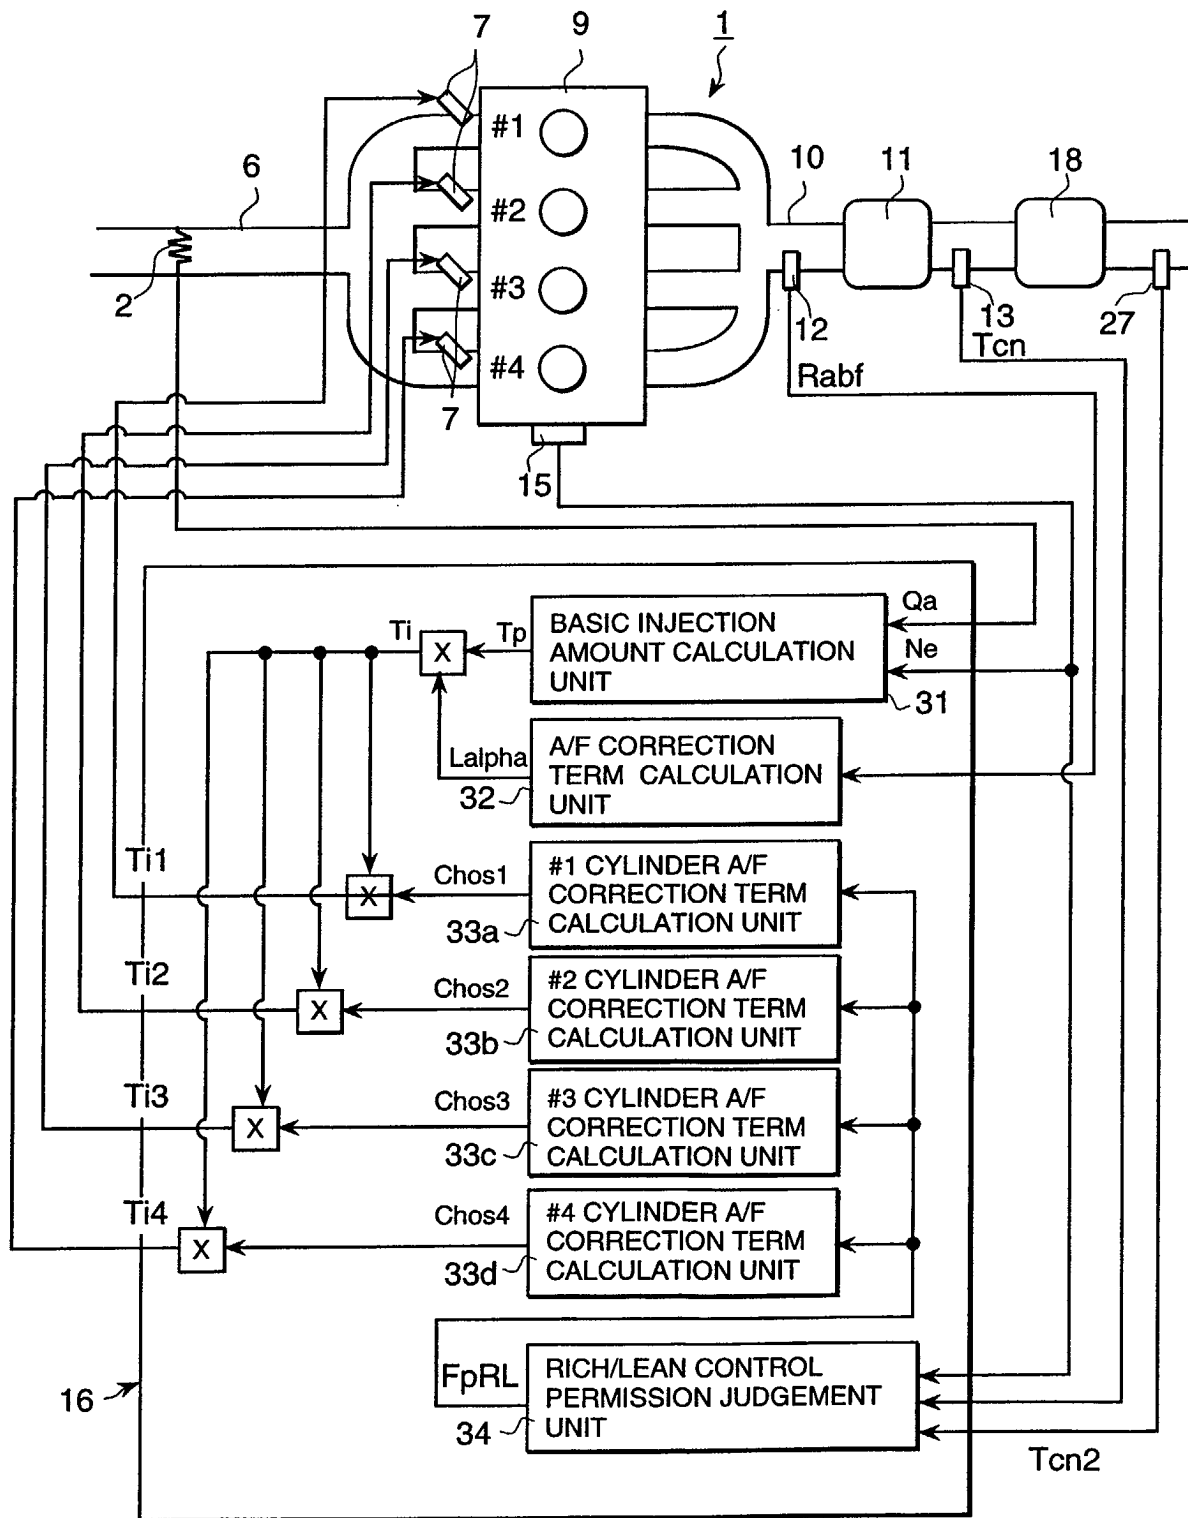 7
9
1
#1
6
10
11
18
7
#2
2
#3
12
13
27
Tcn
#4
Rabf
7
15
Qa
BASIC INJECTION
AMOUNT CALCULATION
UNIT
Ti
Tp
X
Ne
31
A/F CORRECTION
TERM CALCULATION
UNIT
Lalpha
32
Ti1
Chos1
#1 CYLINDER A/F
CORRECTION TERM
CALCULATION UNIT
X
33a
Ti2
Chos2
#2 CYLINDER A/F
CORRECTION TERM
CALCULATION UNIT
X
33b
Ti3
Chos3
#3 CYLINDER A/F
CORRECTION TERM
CALCULATION UNIT
X
33c
Ti4
Chos4
#4 CYLINDER A/F
CORRECTION TERM
CALCULATION UNIT
X
33d
FpRL
RICH/LEAN CONTROL
PERMISSION JUDGEMENT
UNIT
16
34
Tcn2